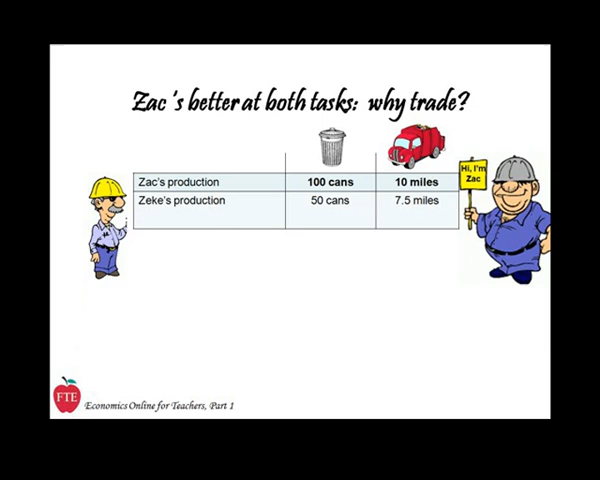 Zac's better at both tasks: why trade?
Hi, I'm
Zac
Zac's production 100 cans 10 miles
Zeke's production 50 cans 7.5 miles
FTE
Economics Online for Teachers, Part 1